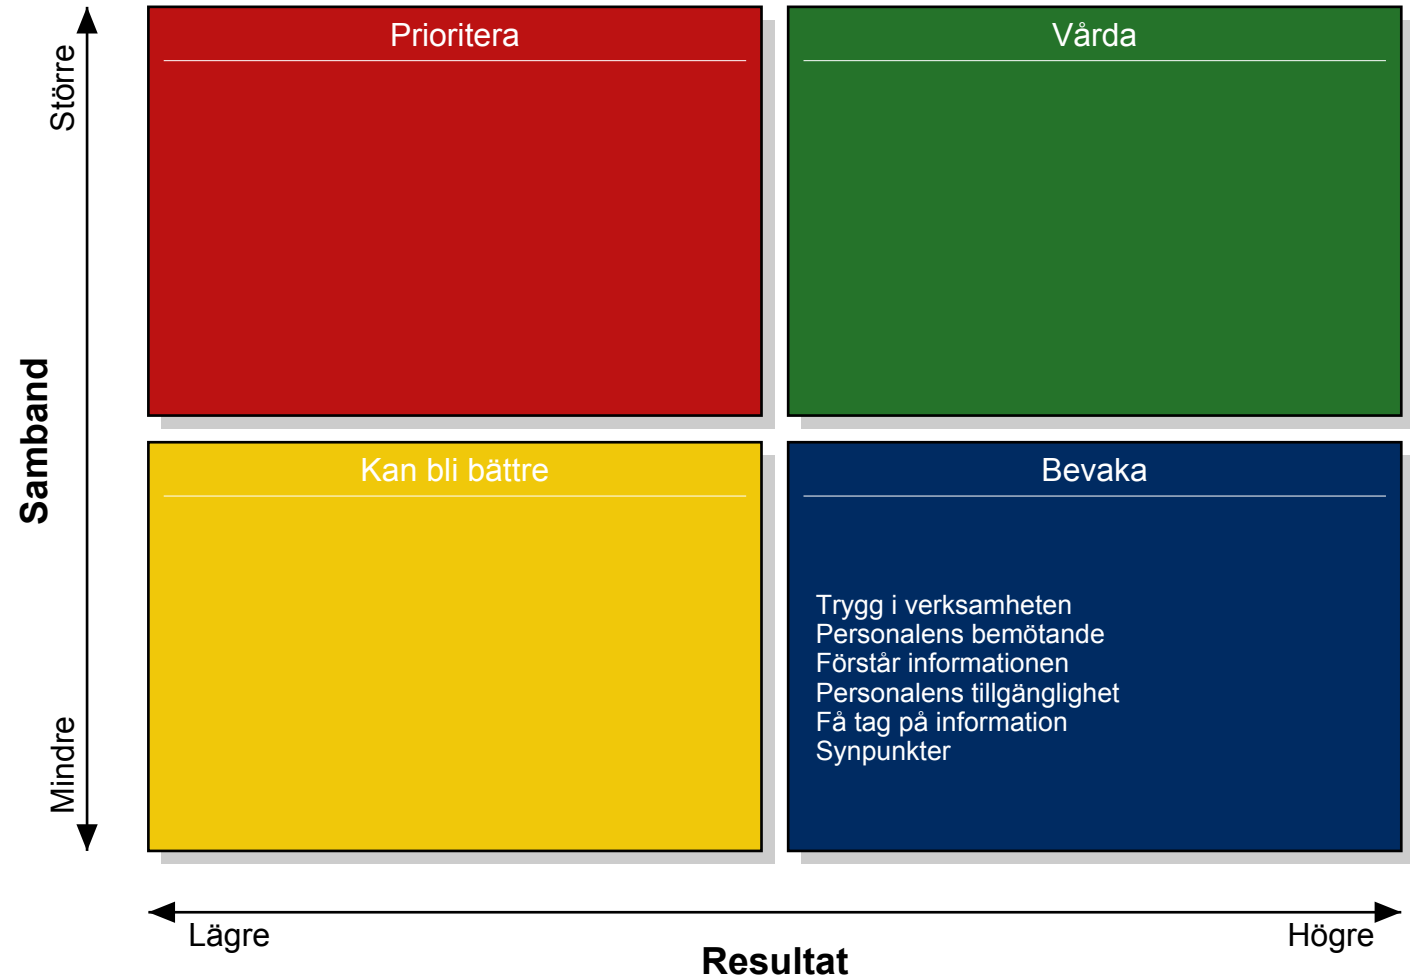 Prioritera
Vårda
Större
Samband
Mindre
Kan bli bättre
Bevaka
Trygg i verksamheten
Personalens bemötande
Förstår informationen
Personalens tillgänglighet
Få tag på information
Synpunkter
Lägre
Högre
Resultat